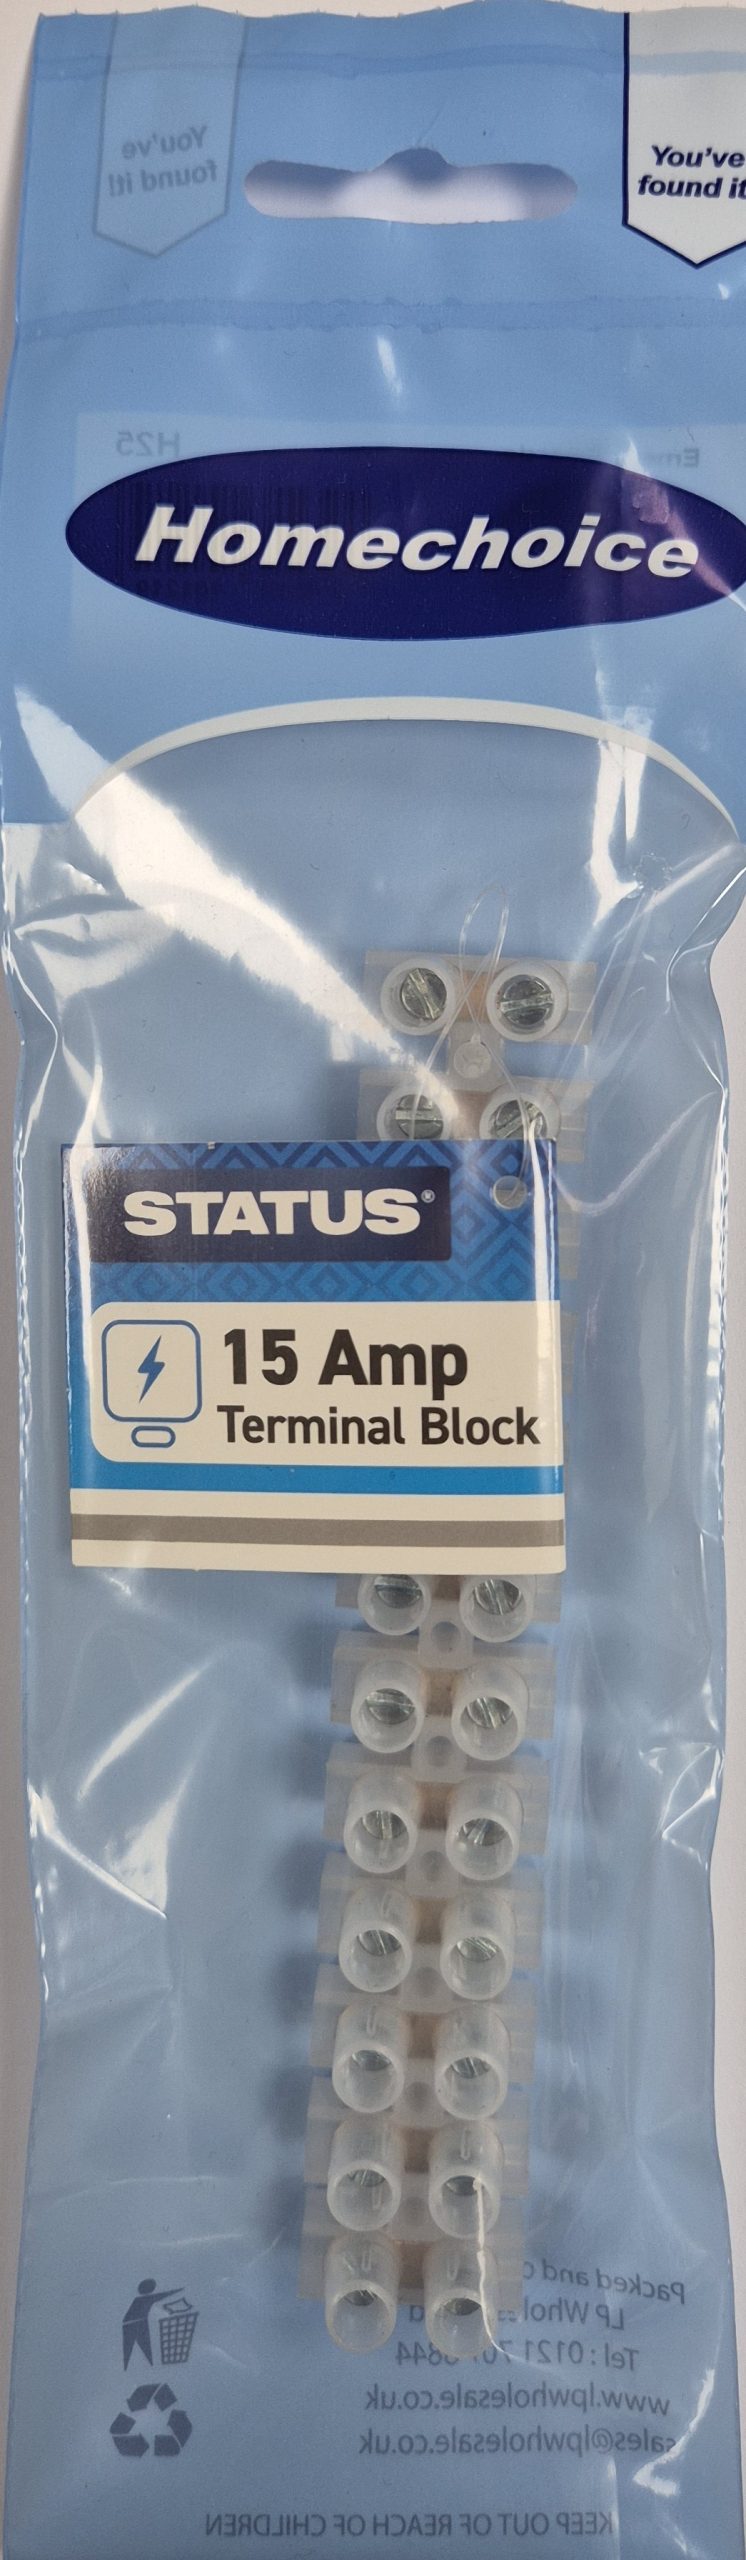 You've
found it
You've
found it!
H25
Homechoice
STATUS®
15 Amp
Terminal Block
Packed and
LP
Tel : 0121 707
www.lpwholesale.co.uk
sales@lpwholesale.co.uk
KEEP OUT OF REACH OF CHILDREN